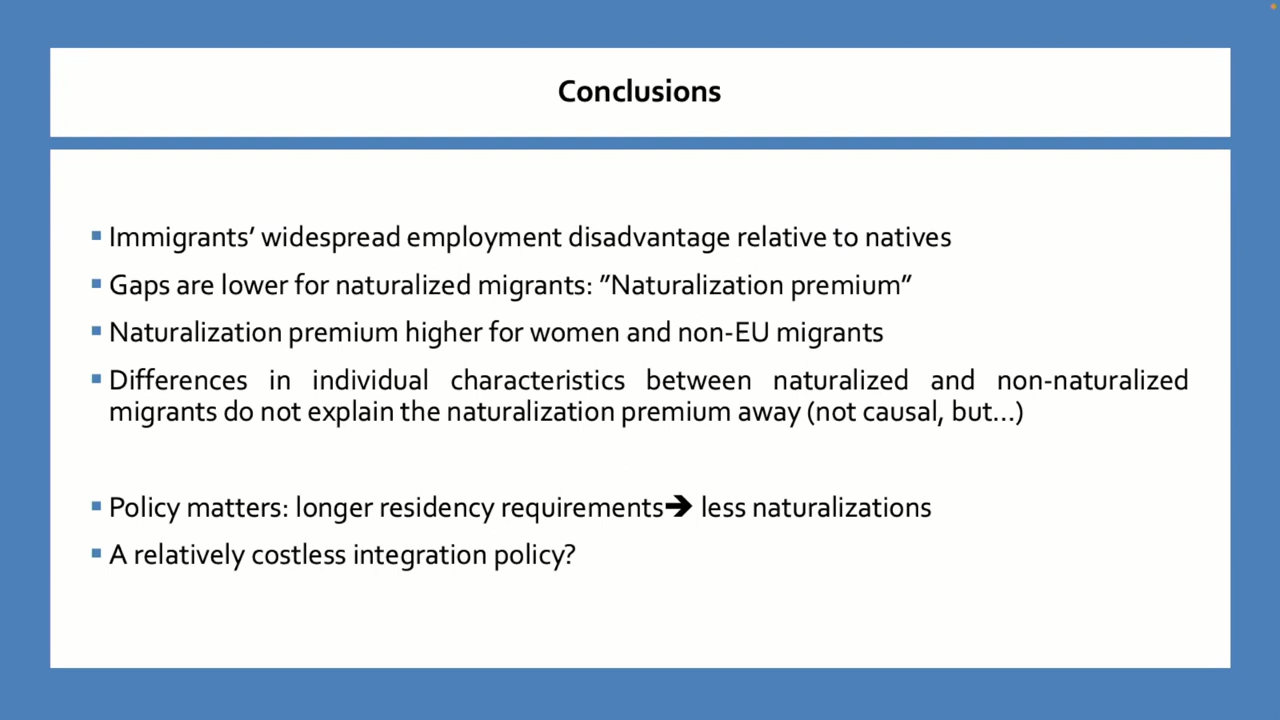 Conclusions
▪ Immigrants’ widespread employment disadvantage relative to natives
▪ Gaps are lower for naturalized migrants: ”Naturalization premium”
▪ Naturalization premium higher for women and non-EU migrants
▪ Differences in individual characteristics between naturalized and non-naturalized
migrants do not explain the naturalization premium away (not causal, but…)
▪ Policy matters: longer residency requirements➔ less naturalizations
▪ A relatively costless integration policy?